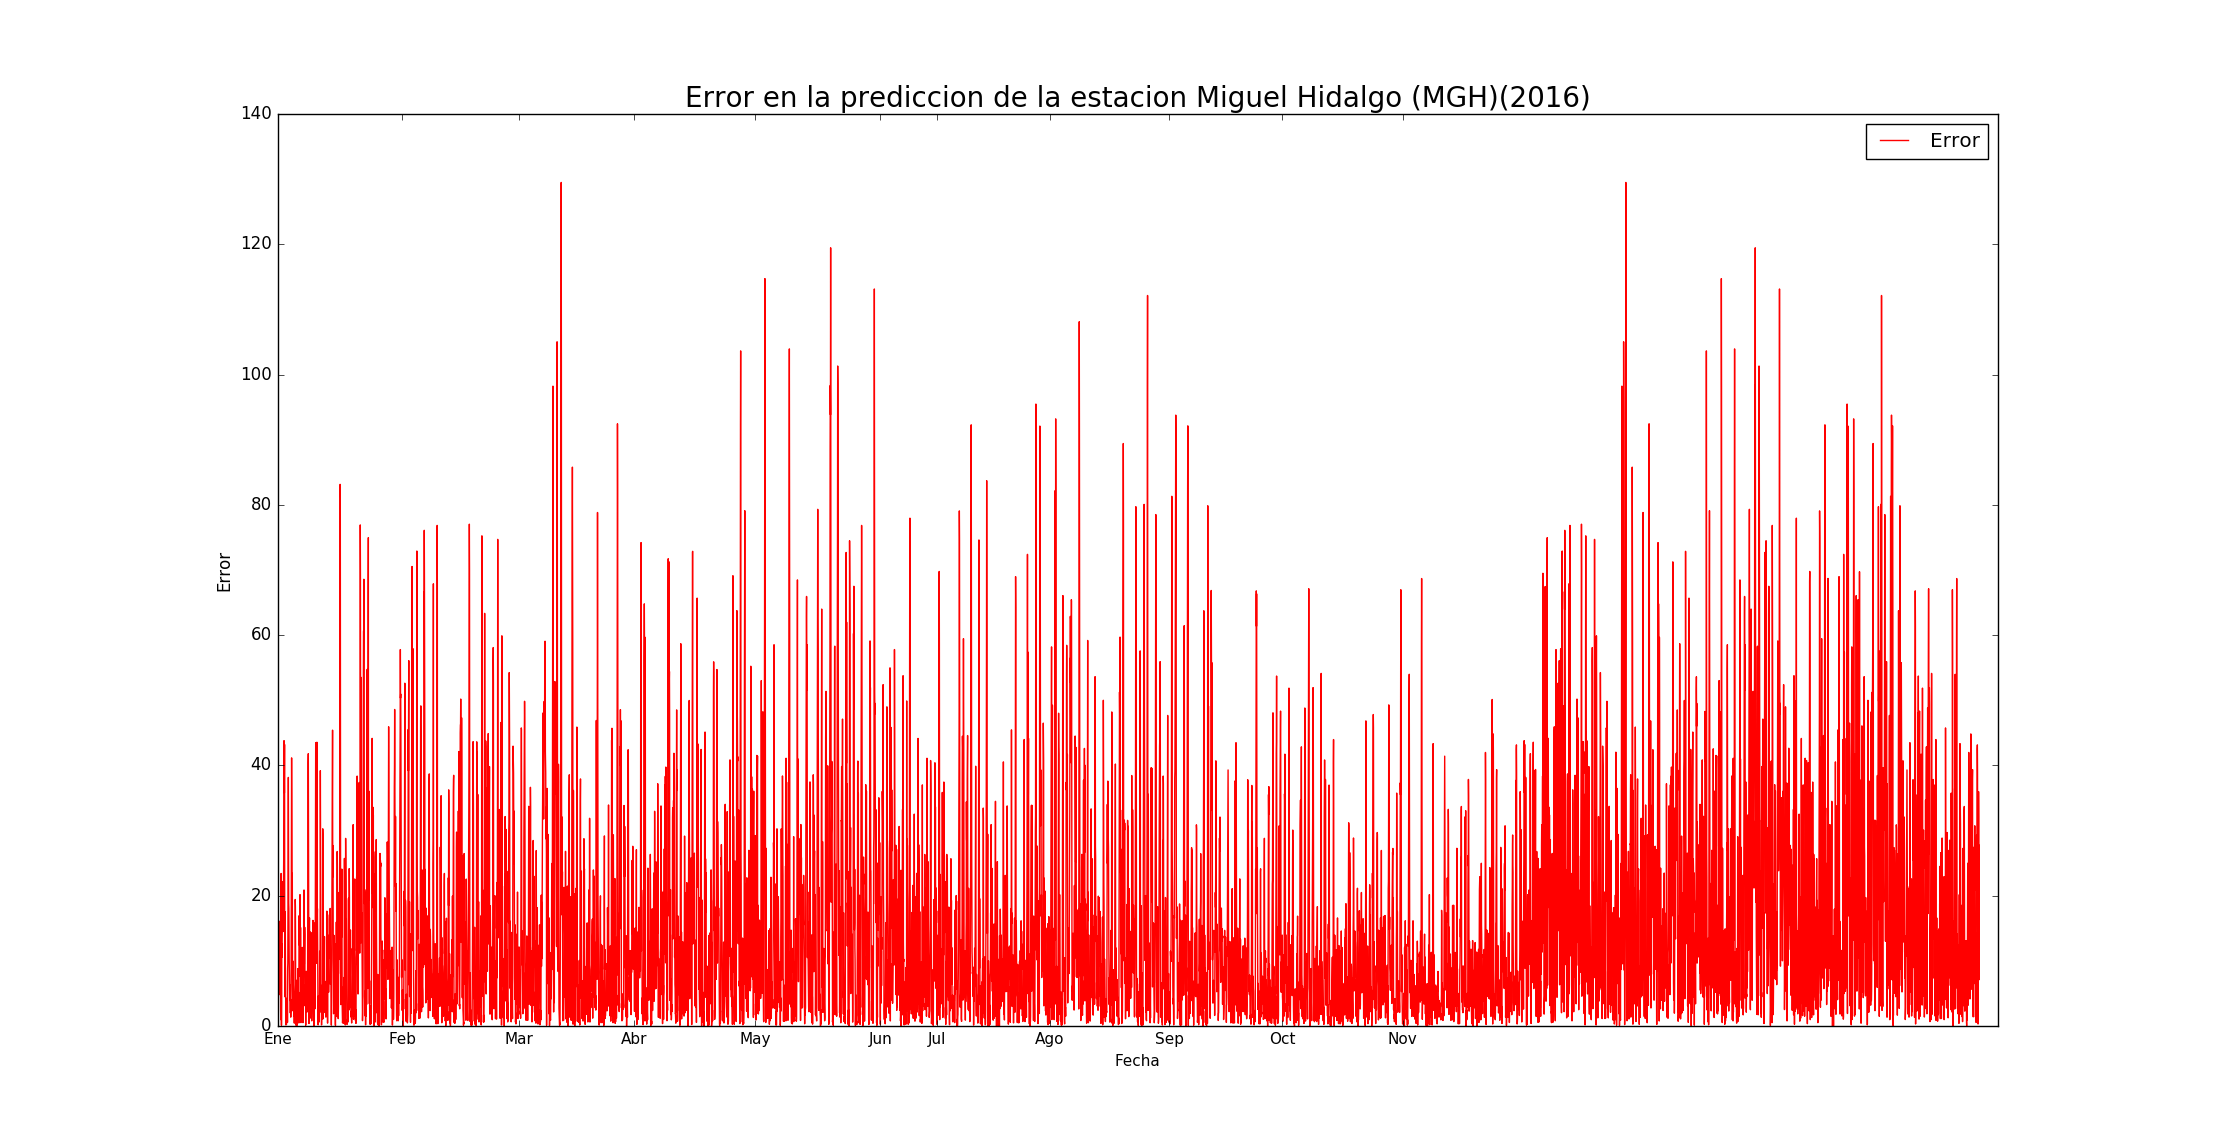 Error en la prediccion de la estacion Miguel Hidalgo (MGH)(2016)
140
120
100
80
60
40
20
0
Error
Error
Ene Feb Mar Abr May Jun Jul Ago Sep Oct Nov
Fecha